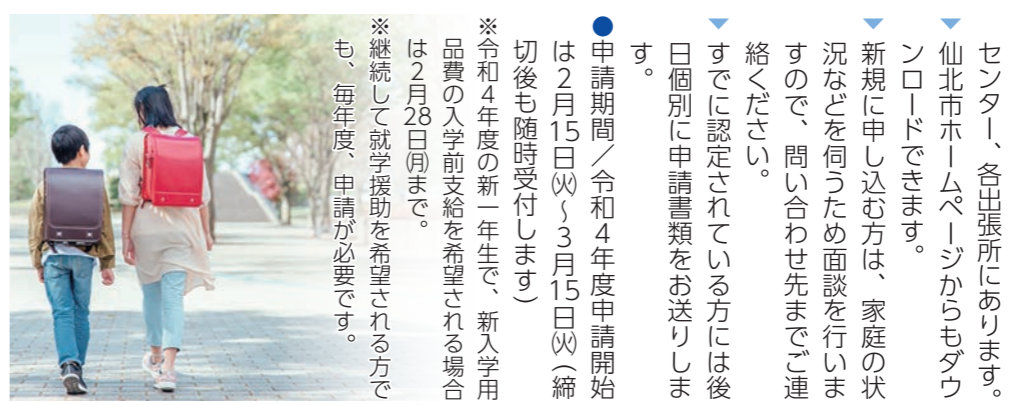 センター、各出張所にあります。
▼仙北市ホームページからもダウ
ンロードできます。
▼新規に申し込む方は、家庭の状
況などを伺うため面談を行いま
すので、問い合わせ先までご連
絡ください。
▼すでに認定されている方には後
日個別に申請書類をお送りしま
す。
●申請期間／令和4年度申請開始
は2月15日㈫～3月15日㈫（締
切後も随時受付します）
※令和4年度の新一年生で、新入学用
品費の入学前支給を希望される場合
は2月28日㈪まで。
※継続して就学援助を希望される方で
も、毎年度、申請が必要です。